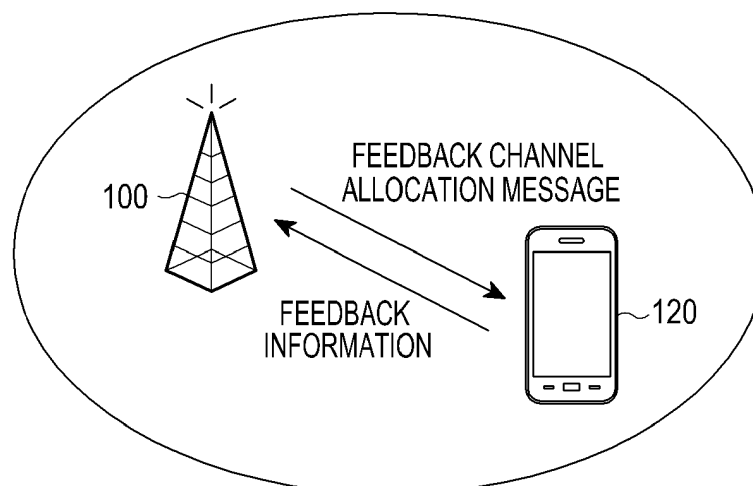 100
FEEDBACK CHANNEL
ALLOCATION MESSAGE
FEEDBACK
INFORMATION
120